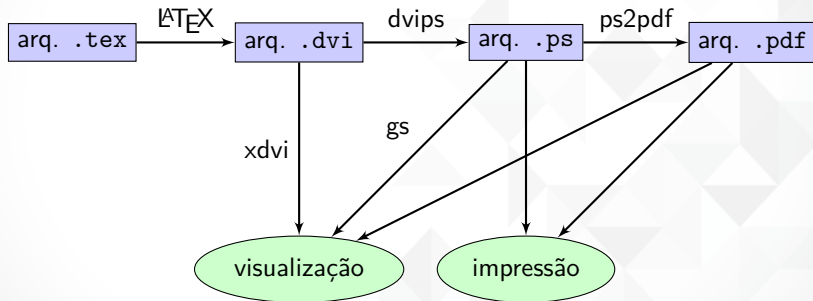 LATEX
dvips
ps2pdf
arq. .tex
arq. .dvi
arq. .ps
arq. .pdf
xdvi
gs
visualização
impressão